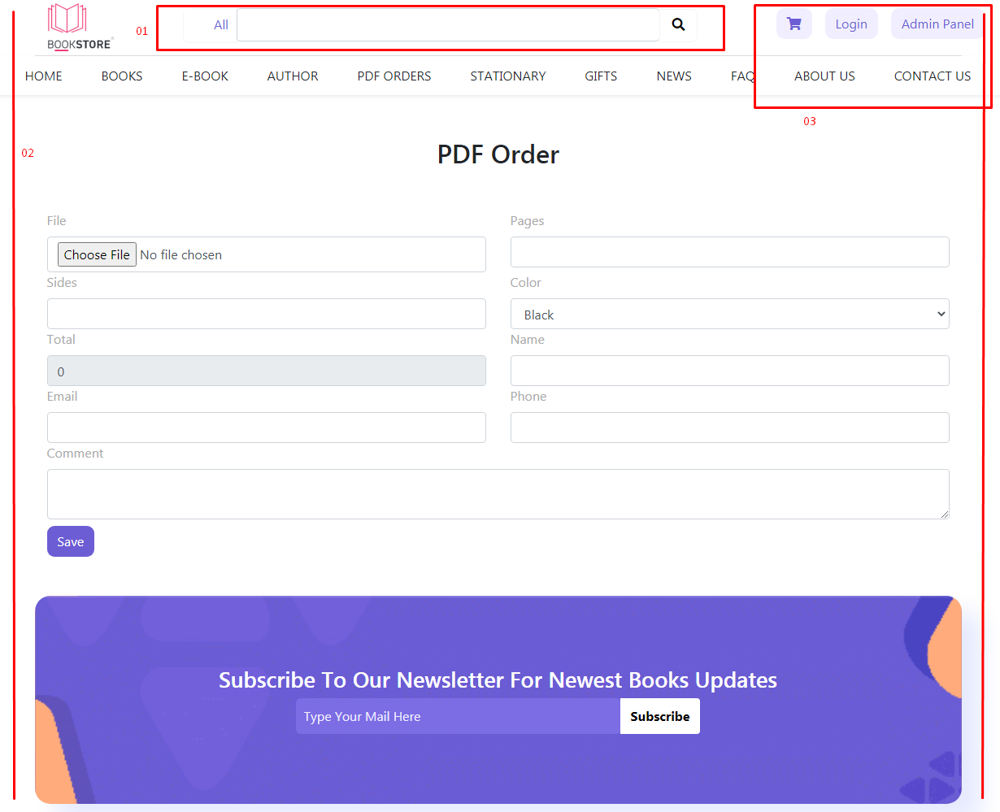 01
All
Login
Admin Panel
BOOKSTORE
HOME
BOOKS
E-BOOK
AUTHOR
PDF ORDERS
STATIONARY
GIFTS
NEWS
FAQ
ABOUT US
CONTACT US
03
02
PDF Order
File
Pages
Choose File No file chosen
Sides
Color
Black
Total
Name
0
Email
Phone
Comment
Save
Subscribe To Our Newsletter For Newest Books Updates
Type Your Mail Here
Subscribe